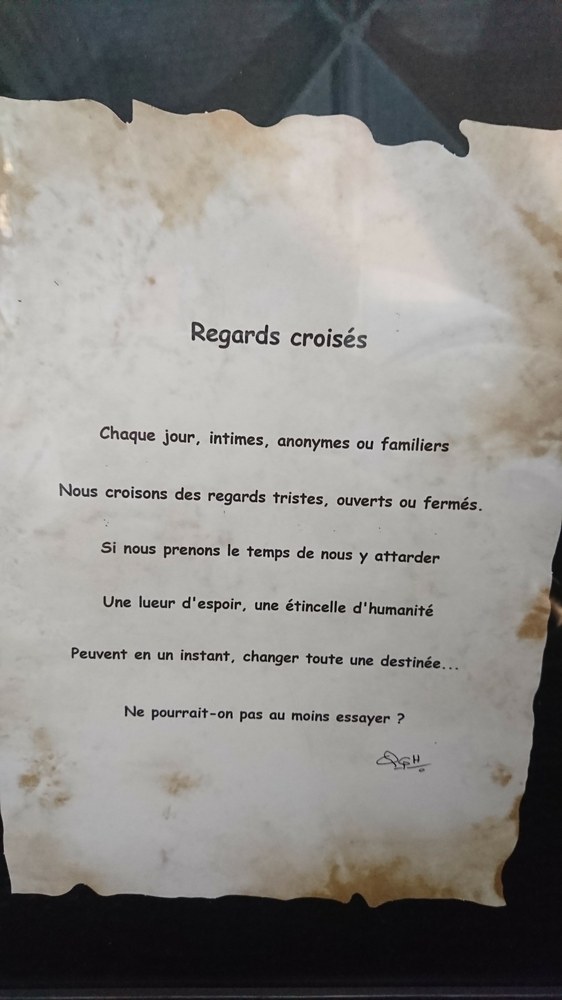 Regards croisés
Chaque jour, intimes, anonymes ou familiers
Nous croisons des regards tristes, ouverts ou fermés.
Si nous prenons le temps de nous y attarder
Une lueur d'espoir, une étincelle d'humanité
Peuvent en un instant, changer toute une destinée...
Ne pourrait-on pas au moins essayer ?